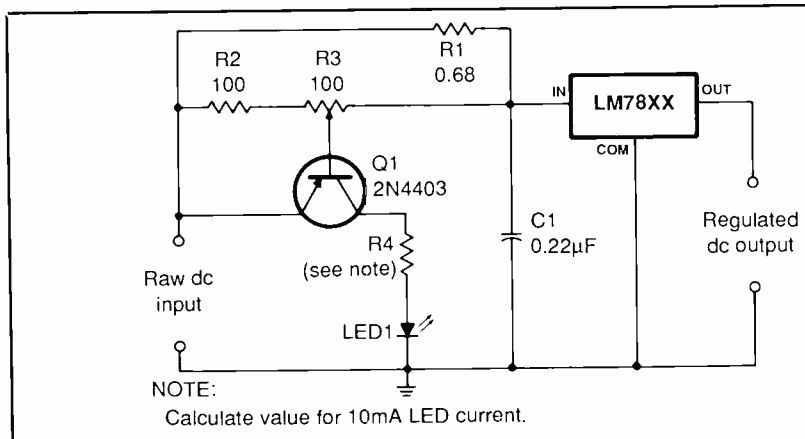 R1
0.68
R2
100
R3
100
IN
LM78XX
OUT
COM
Q1
2N4403
R4
(see note)
C1
0.22µF
Raw dc
input
Regulated
dc output
LED1
NOTE:
Calculate value for 10mA LED current.